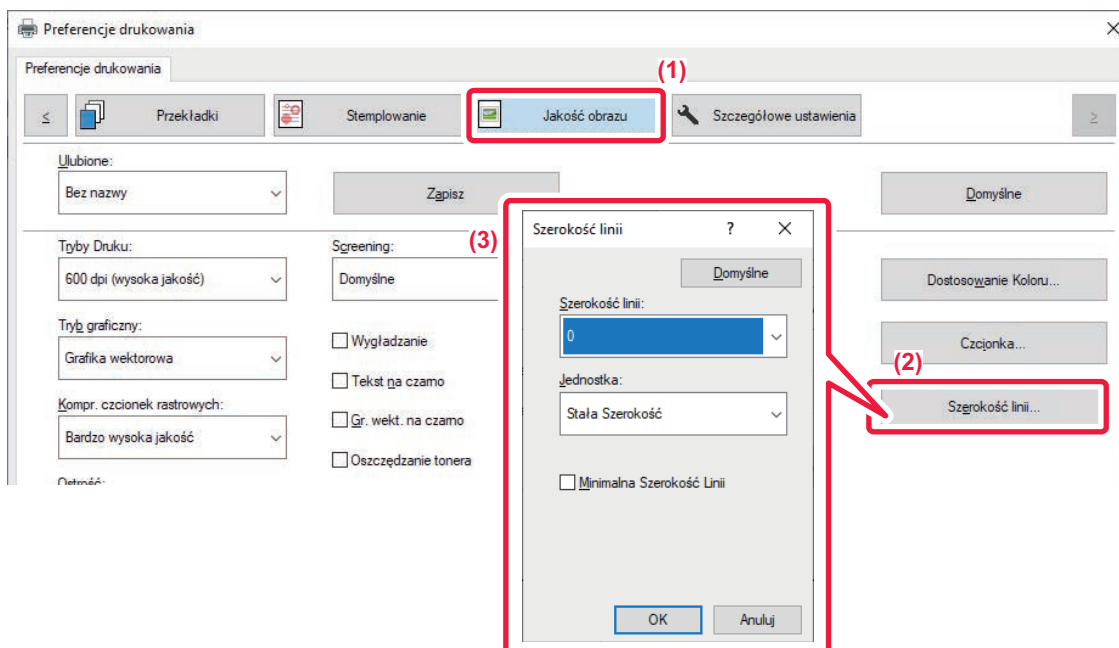 Preferencje drukowania
Preferencje drukowania
(1)
< Przekładki Stemplowanie Jakość obrazu Szczegółowe ustawienia >
Ulubione:
Bez nazwy Zapisz Domyślne
(3)
Szerokość linii ? X
Domyślne
Szerokość linii:
0
Jednostka:
Stała Szerokość
Minimalna Szerokość Linii
OK Anuluj
Tryby Druku: Screening:
600 dpi (wysoka jakość) Domyślne Dostosowanie Koloru...
Tryb graficzny:
Grafika wektorowa Wygładzanie Czcionka...
Tekst na czarno
(2)
Kompr. czcionek rastrowych: Gr. wekt. na czarno Szerokość linii...
Bardzo wysoka jakość
Oszczędzanie tonera
Ostrość: